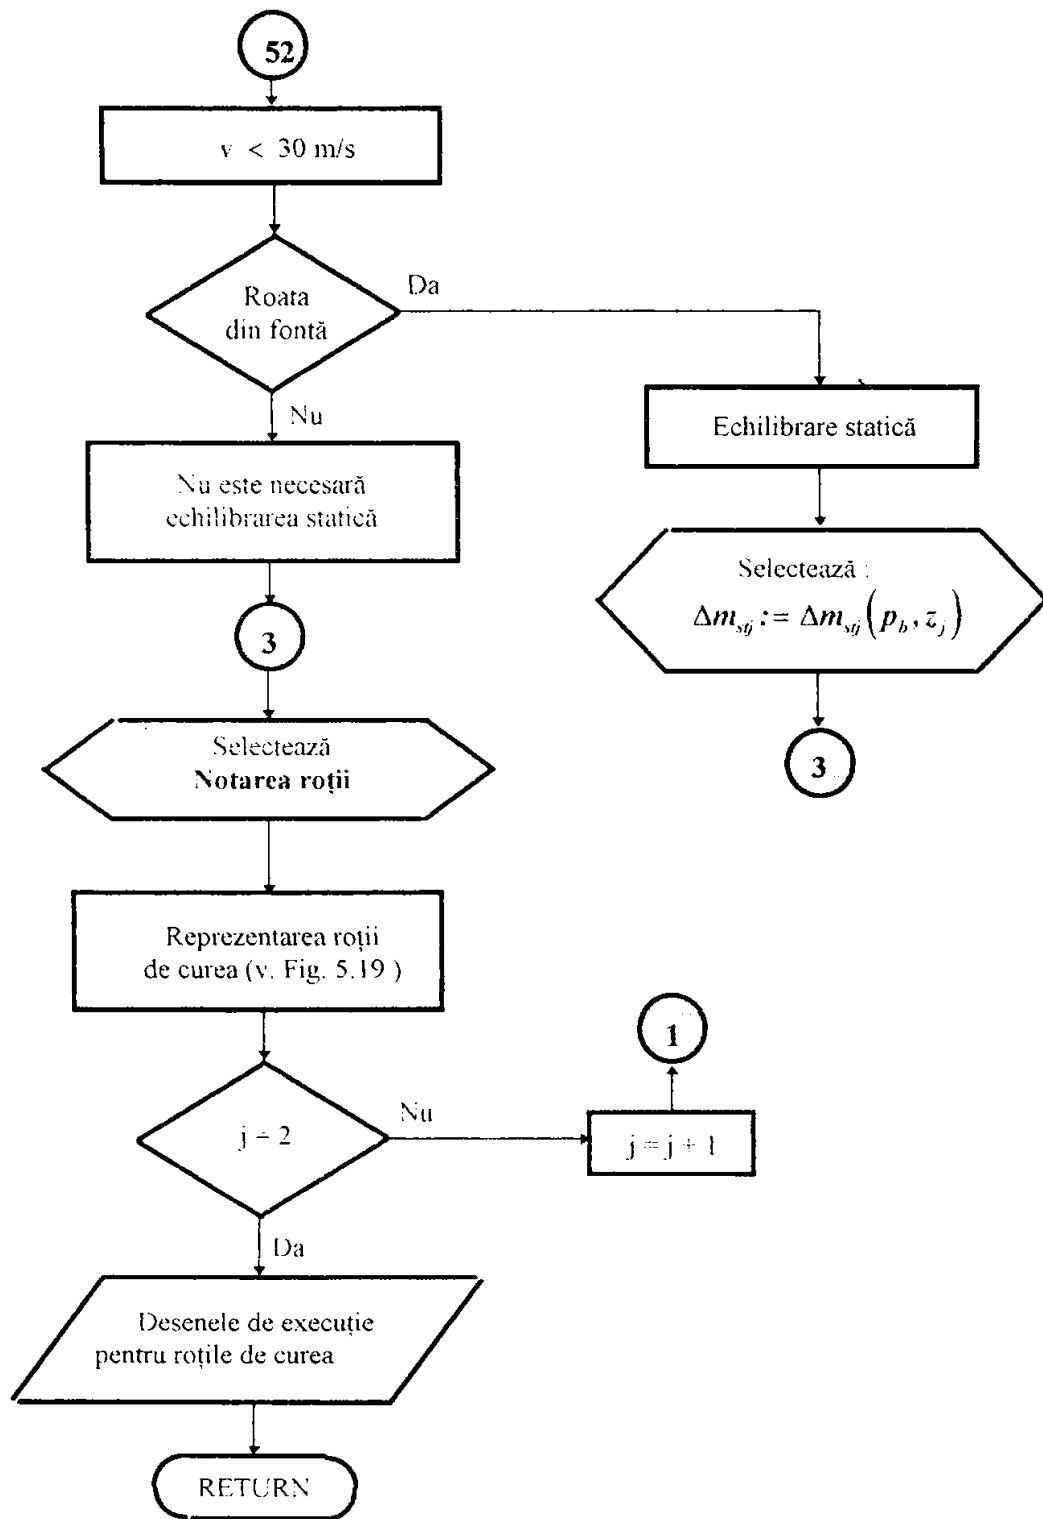 52
v < 30 m/s
Roata
din fontă
Da
Nu
Echilibrare statică
Nu este necesară
echilibrarea statică
Selectează :
Δm_stj := Δm_stj(p_b, z_j)
3
3
Selectează
Notarea roții
Reprezentarea roții
de curea (v. Fig. 5.19 )
1
j = 2
Nu
j = j + 1
Da
Desenele de execuție
pentru roțile de curea
RETURN